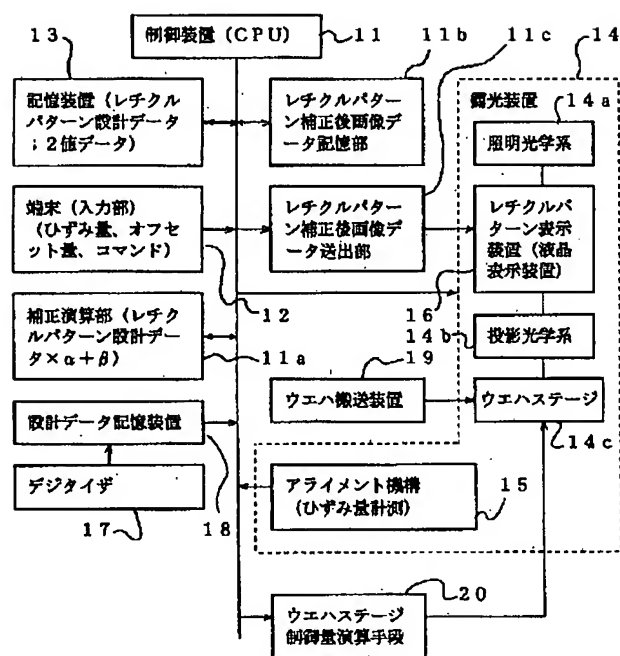 制御装置(CPU)
11
11b
11c
14
13
記憶装置(レチクル
パターン設計データ
;2値データ)
レチクルパター
ン補正後画像デ
ータ記憶部
露光装置
14a
照明光学系
端末(入力部)
(ひずみ量、オフセ
ット量、コマンド)
12
レチクルパター
ン補正後画像デ
ータ送出部
レチクルパ
ターン表示
装置(液晶
表示装置)
16
補正演算部(レチク
ルパターン設計デー
タ×α+β)
11a
14b
投影光学系
19
ウエハ搬送装置
ウエハステージ
14c
設計データ記憶装置
18
デジタイザ
17
アライメント機構
(ひずみ量計測)
15
20
ウエハステージ
制御量演算手段